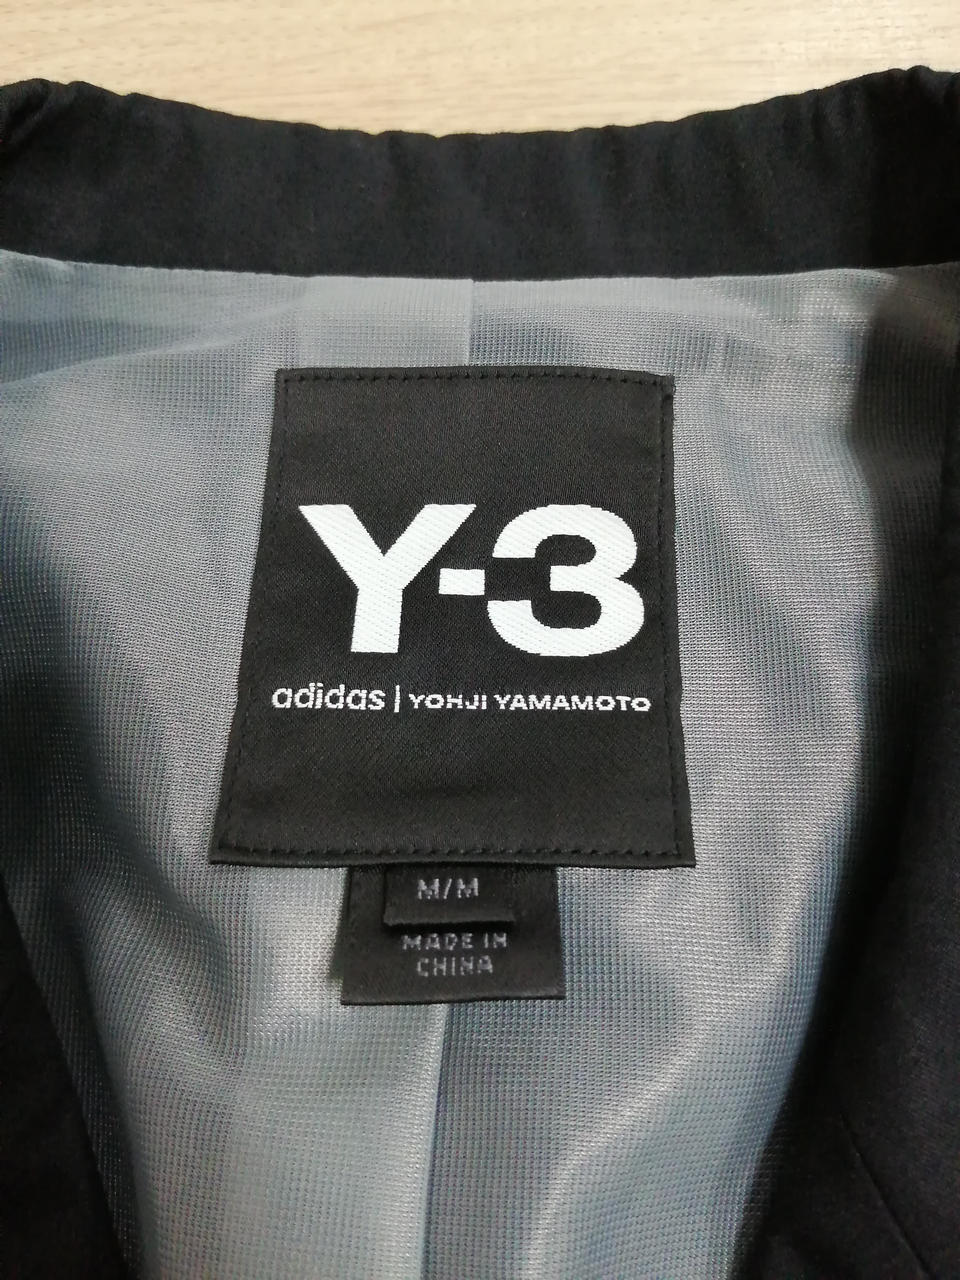 Y-3
adidas | YOHJI YAMAMOTO
M/M
MADE IN
CHINA